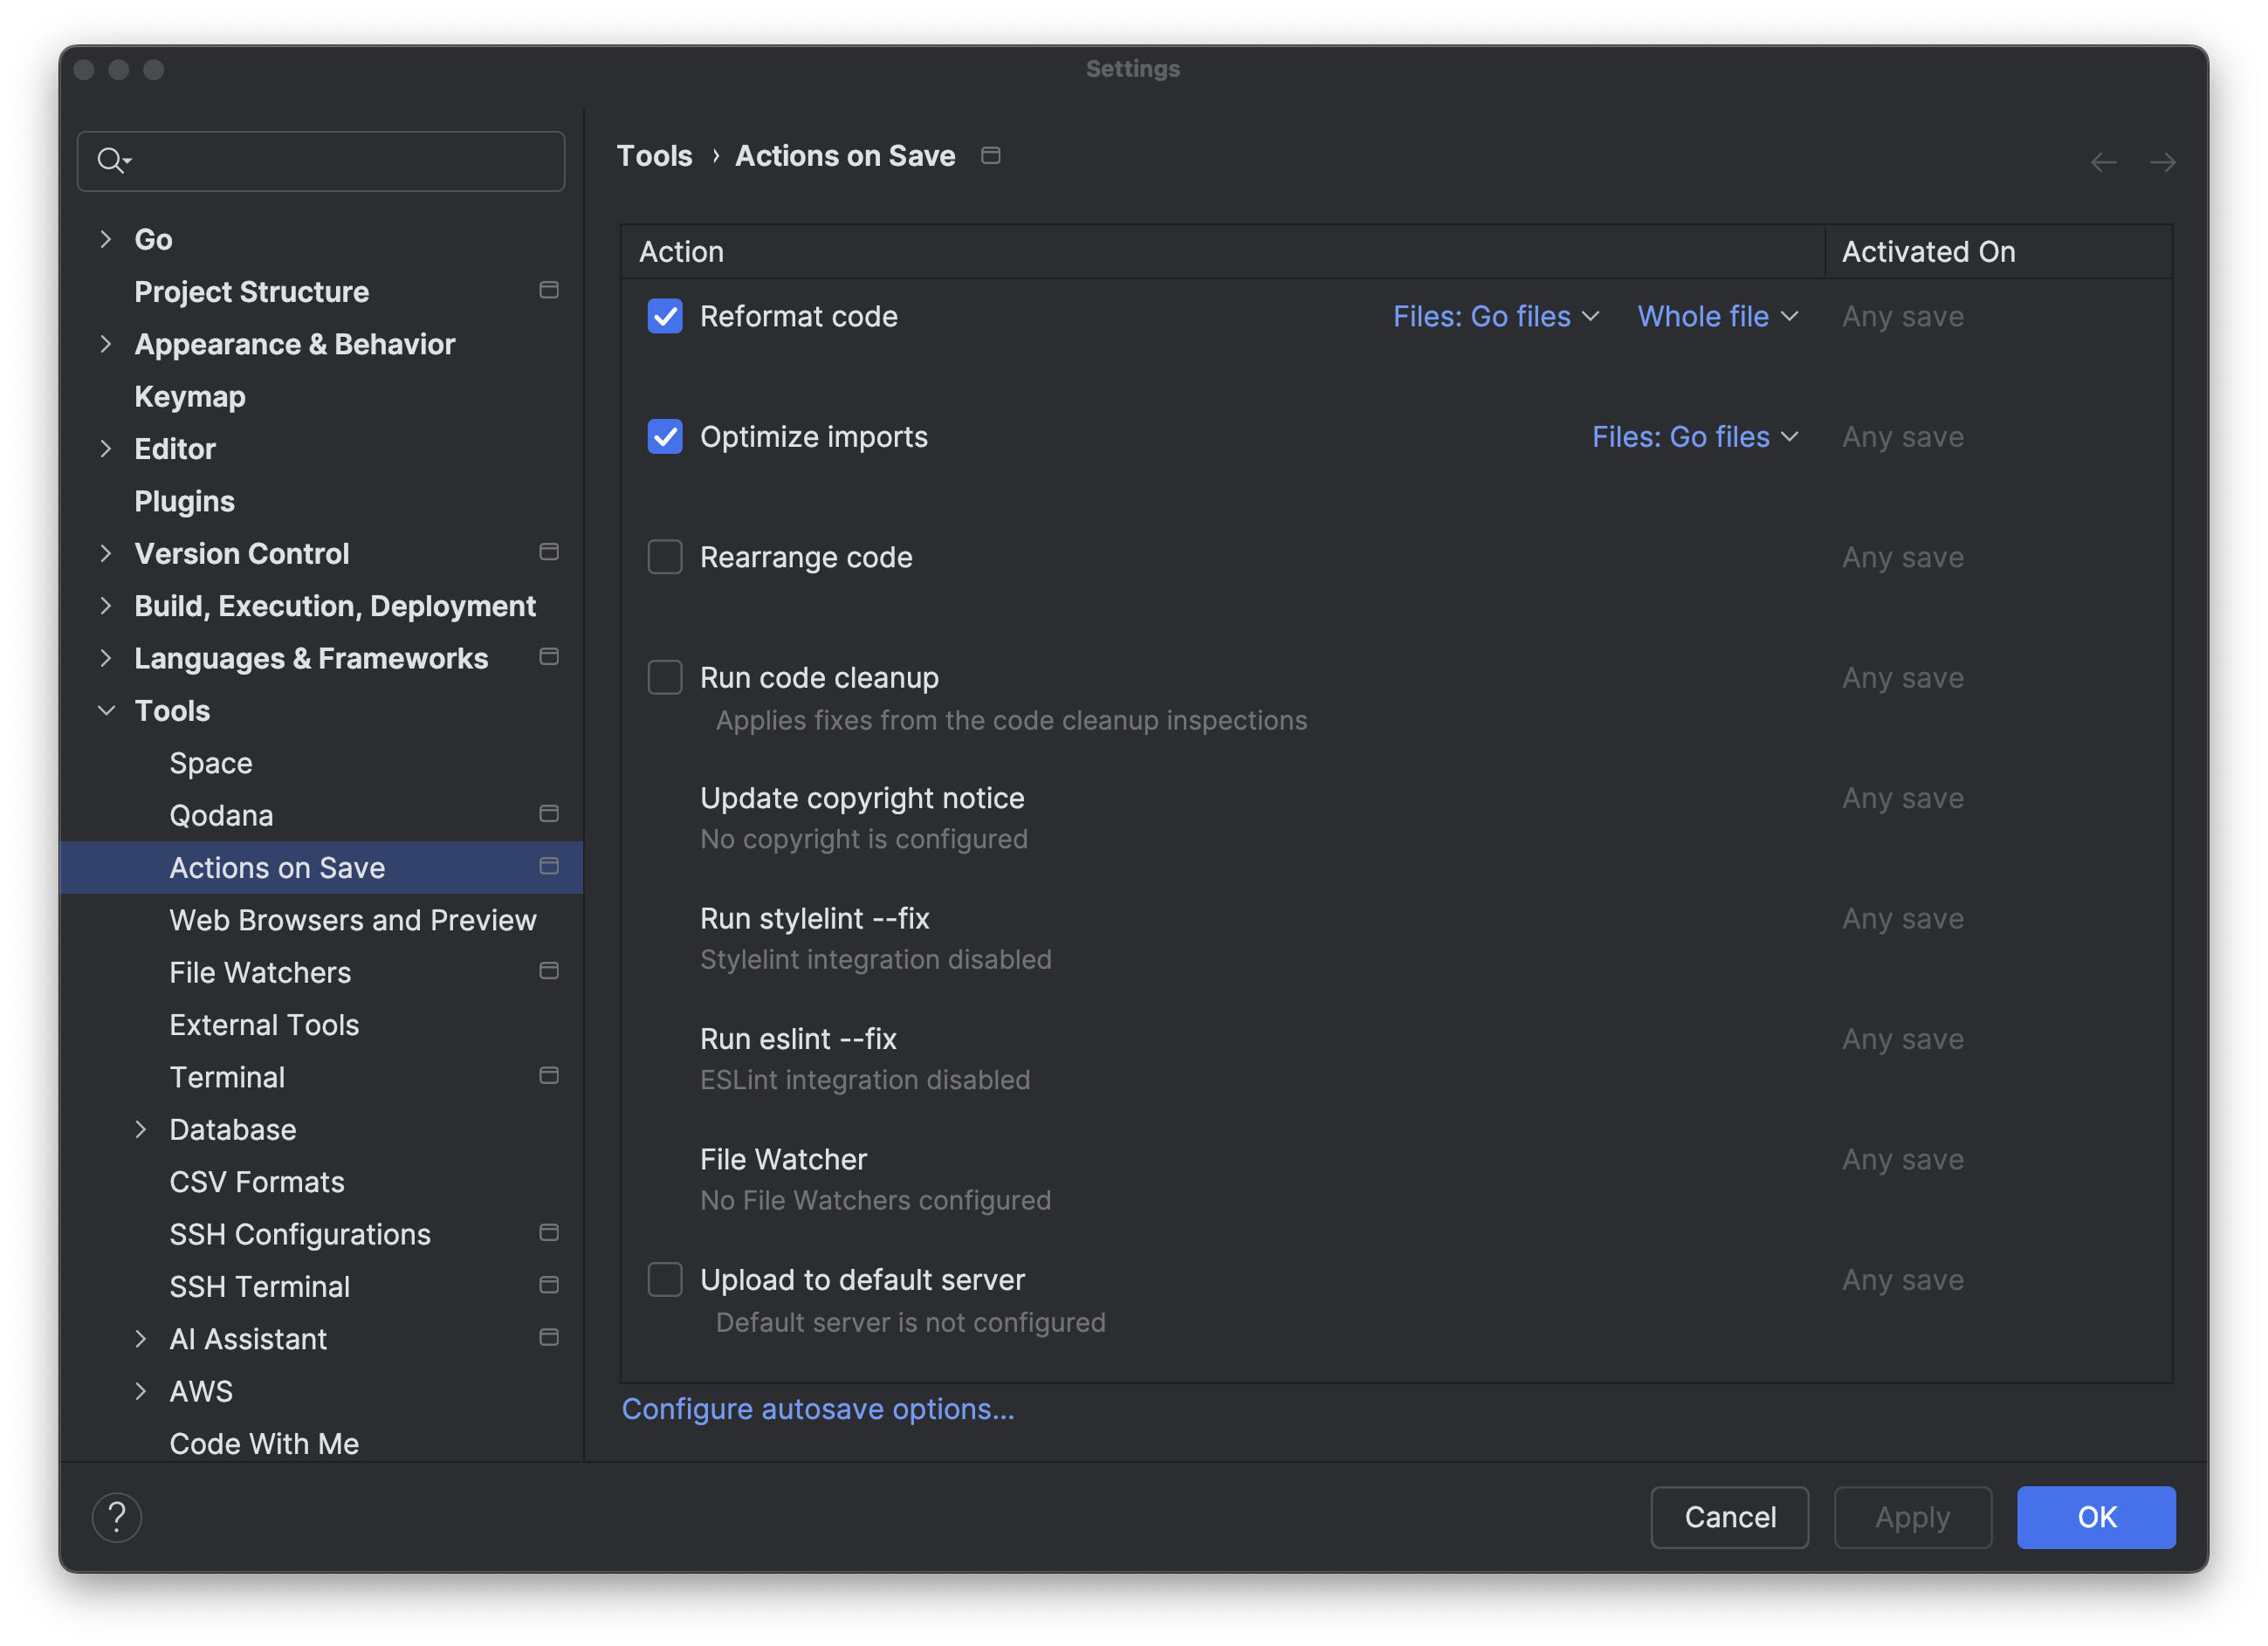 Settings
Tools › Actions on Save
Go
Project Structure
Appearance & Behavior
Keymap
Editor
Plugins
Version Control
Build, Execution, Deployment
Languages & Frameworks
Tools
Space
Qodana
Actions on Save
Web Browsers and Preview
File Watchers
External Tools
Terminal
Database
CSV Formats
SSH Configurations
SSH Terminal
AI Assistant
AWS
Code With Me
Action Activated On
Reformat code Files: Go files Whole file Any save
Optimize imports Files: Go files Any save
Rearrange code Any save
Run code cleanup Any save
Applies fixes from the code cleanup inspections
Update copyright notice Any save
No copyright is configured
Run stylelint --fix Any save
Stylelint integration disabled
Run eslint --fix Any save
ESLint integration disabled
File Watcher Any save
No File Watchers configured
Upload to default server Any save
Default server is not configured
Configure autosave options...
? Cancel Apply OK